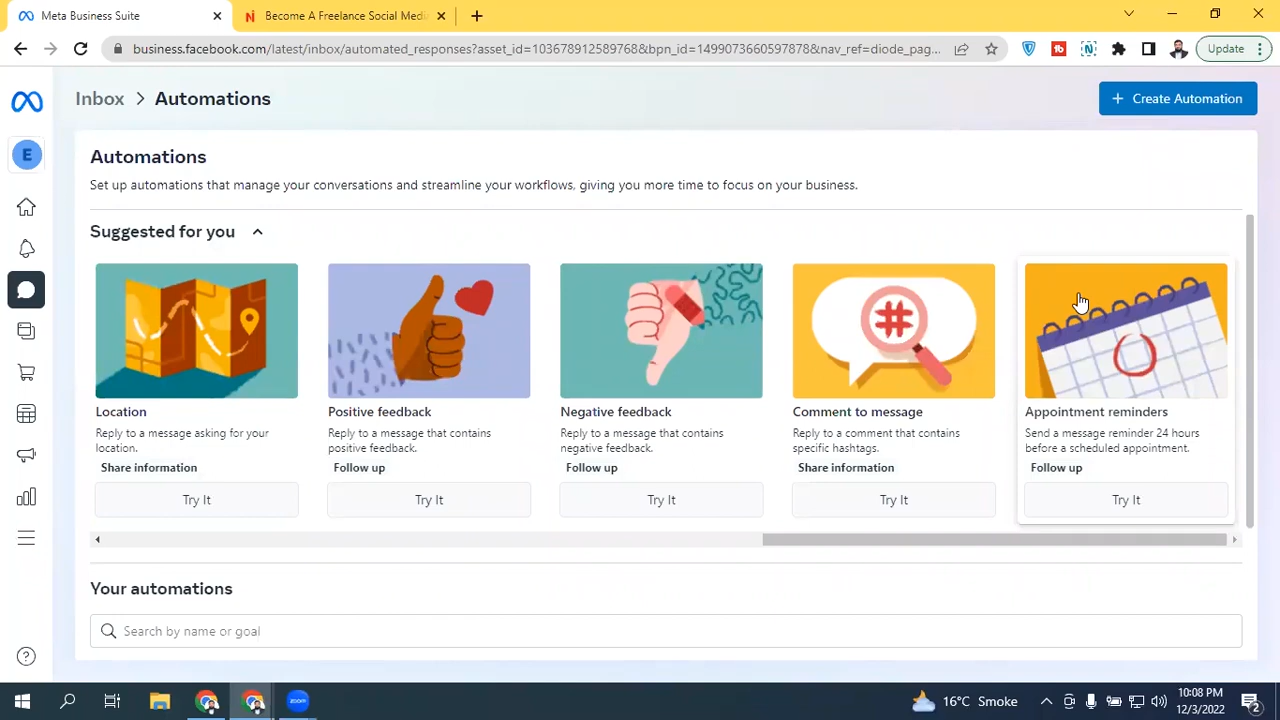 Meta Business Suite
Become A Freelance Social Medi
business.facebook.com/latest/inbox/automated_responses?asset_id=103678912589768&bpn_id=1499073660597878&nav_ref=diode_pag...
Update
Inbox > Automations
+ Create Automation
E
Automations
Set up automations that manage your conversations and streamline your workflows, giving you more time to focus on your business.
Suggested for you
Location
Reply to a message asking for your
location.
Share information
Try It
Positive feedback
Reply to a message that contains
positive feedback.
Follow up
Try It
Negative feedback
Reply to a message that contains
negative feedback.
Follow up
Try It
#
Comment to message
Reply to a comment that contains
specific hashtags.
Share information
Try It
Appointment reminders
Send a message reminder 24 hours
before a scheduled appointment.
Follow up
Try It
Your automations
Search by name or goal
zoom
16°C Smoke
10:08 PM
12/3/2022
2